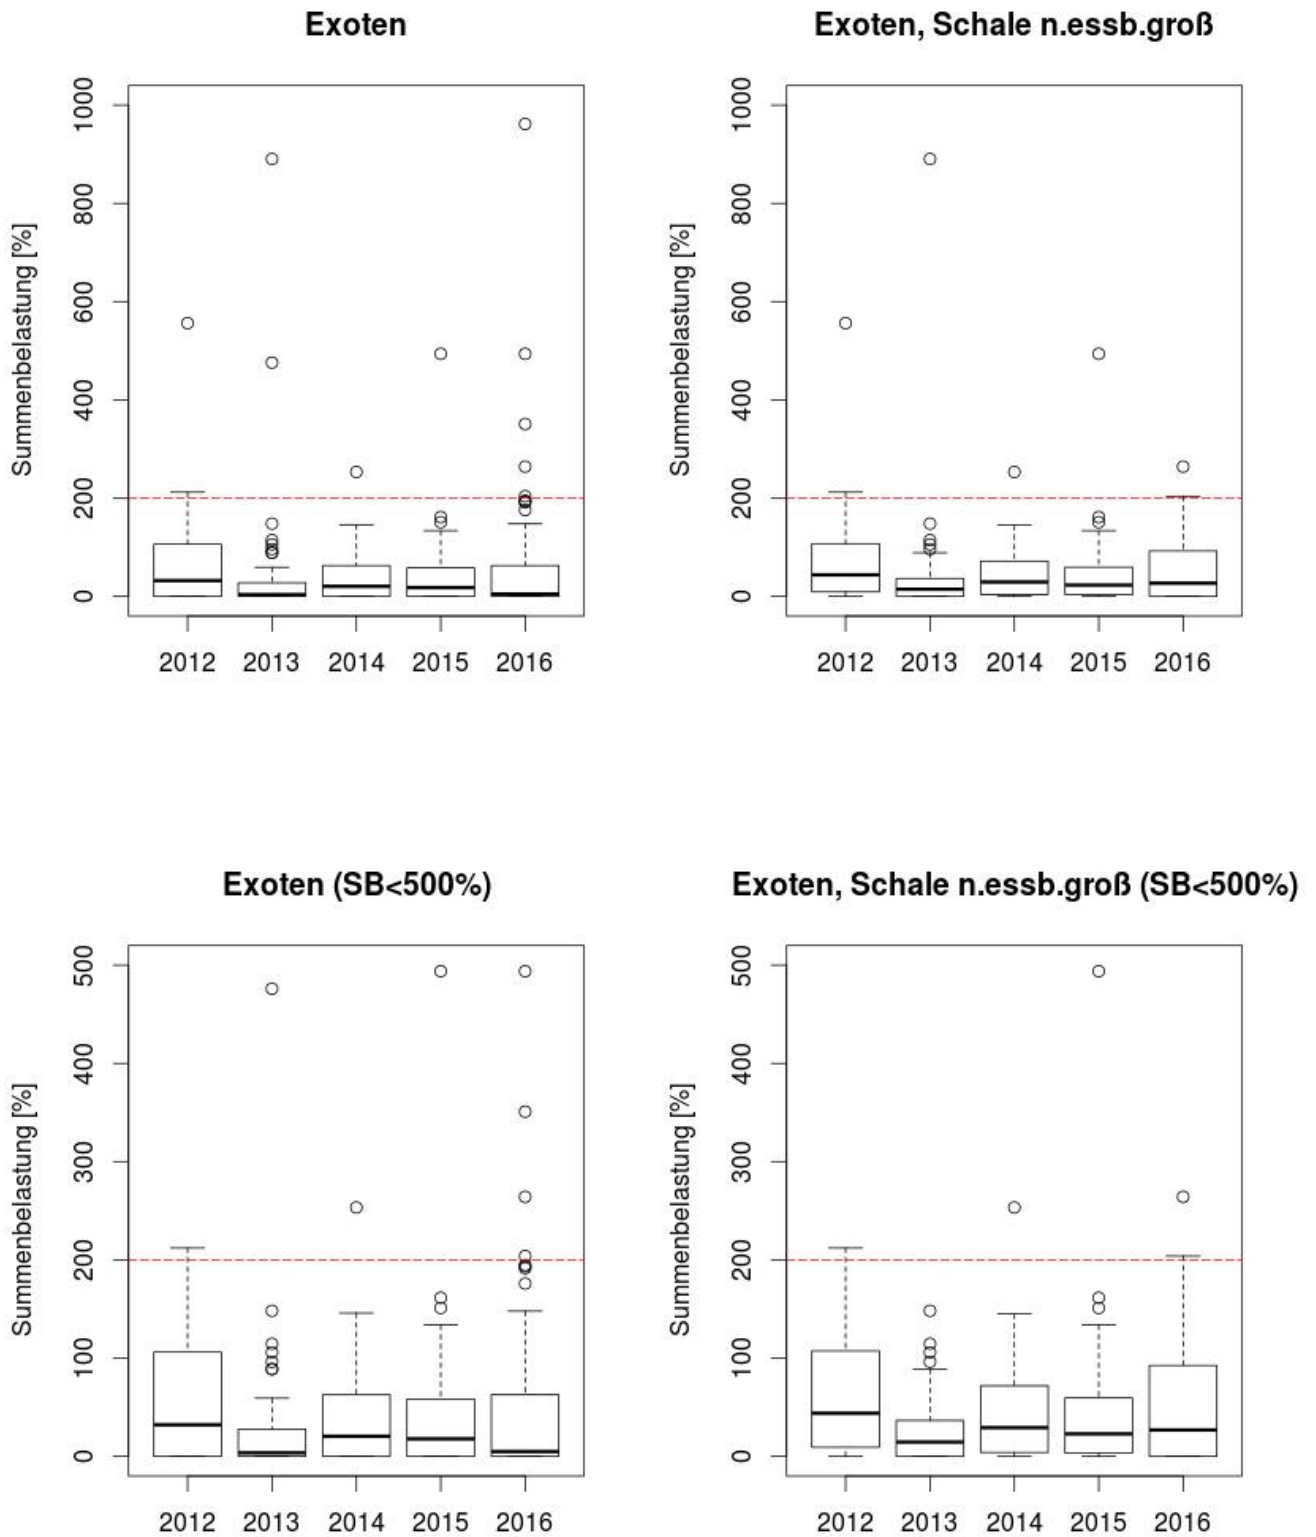 Exoten
Summenbelastung [%]
1000
800
600
400
200
0
2012 2013 2014 2015 2016
Exoten, Schale n.essb.groß
Summenbelastung [%]
1000
800
600
400
200
0
2012 2013 2014 2015 2016
Exoten (SB<500%)
Summenbelastung [%]
500
400
300
200
100
0
2012 2013 2014 2015 2016
Exoten, Schale n.essb.groß (SB<500%)
Summenbelastung [%]
500
400
300
200
100
0
2012 2013 2014 2015 2016